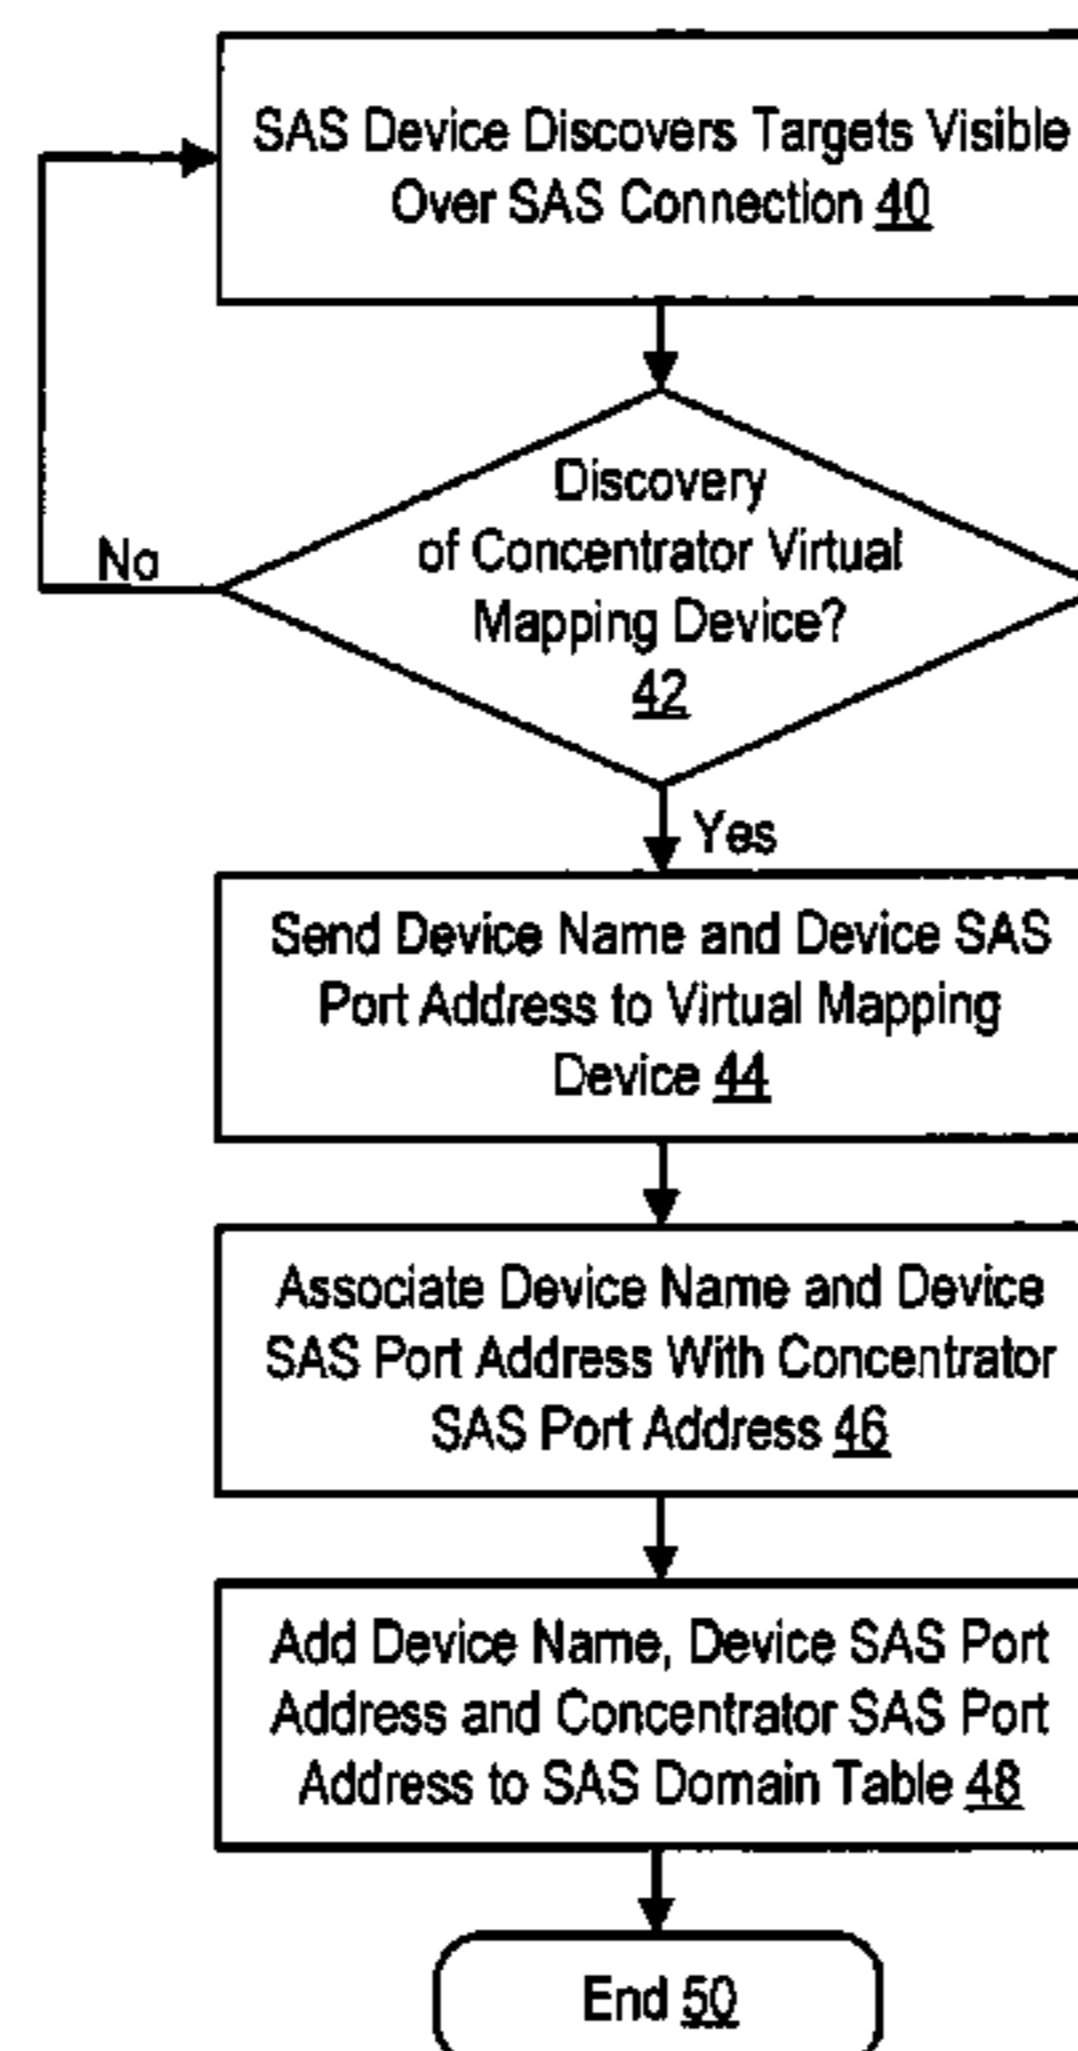 SAS Device Discovers Targets Visible
Over SAS Connection 40
Discovery
of Concentrator Virtual
Mapping Device?
42
No
Yes
Send Device Name and Device SAS
Port Address to Virtual Mapping
Device 44
Associate Device Name and Device
SAS Port Address With Concentrator
SAS Port Address 46
Add Device Name, Device SAS Port
Address and Concentrator SAS Port
Address to SAS Domain Table 48
End 50